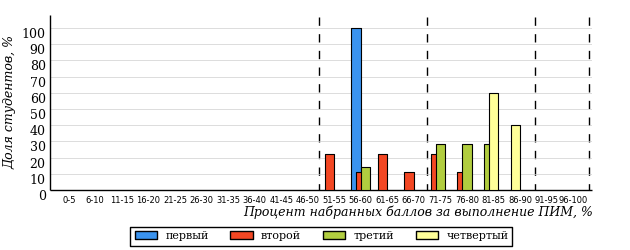 Доля студентов, %
100
90
80
70
60
50
40
30
20
10
0
0-5 6-10 11-15 16-20 21-25 26-30 31-35 36-40 41-45 46-50 51-55 56-60 61-65 66-70 71-75 76-80 81-85 86-90 91-95 96-100
Процент набранных баллов за выполнение ПИМ, %
первый второй третий четвертый